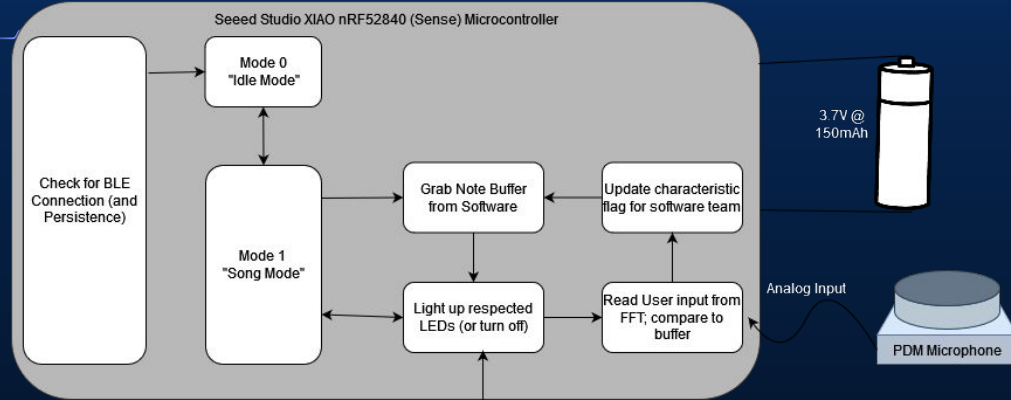 Seeed Studio XIAO nRF52840 (Sense) Microcontroller
Check for BLE
Connection (and
Persistence)
Mode 0
"Idle Mode"
Mode 1
"Song Mode"
Grab Note Buffer
from Software
Update characteristic
flag for software team
Light up respected
LEDs (or turn off)
Read User input from
FFT; compare to
buffer
3.7V @
150mAh
Analog Input
PDM Microphone